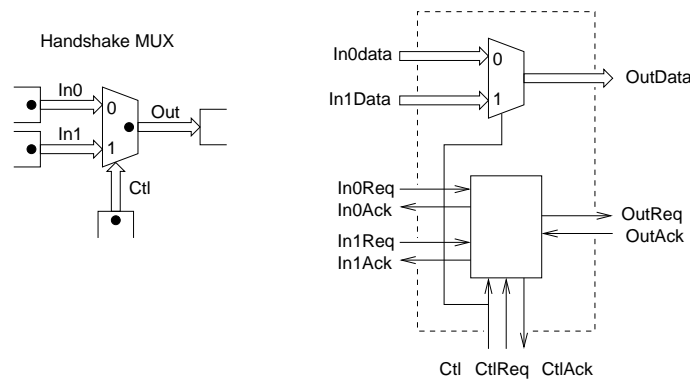 Handshake MUX
In0
0
In1
1
Out
Ctl
In0data
0
OutData
In1Data
1
In0Req
In0Ack
In1Req
In1Ack
OutReq
OutAck
Ctl CtlReq CtlAck